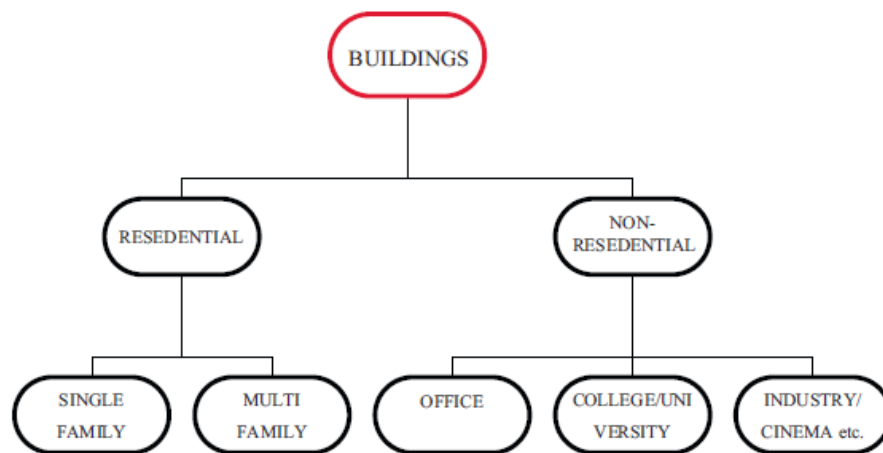 BUILDINGS
RESEDENTIAL
NON-
RESEDENTIAL
SINGLE
FAMILY
MULTI
FAMILY
OFFICE
COLLEGE/UNI
VERSITY
INDUSTRY/
CINEMA etc.